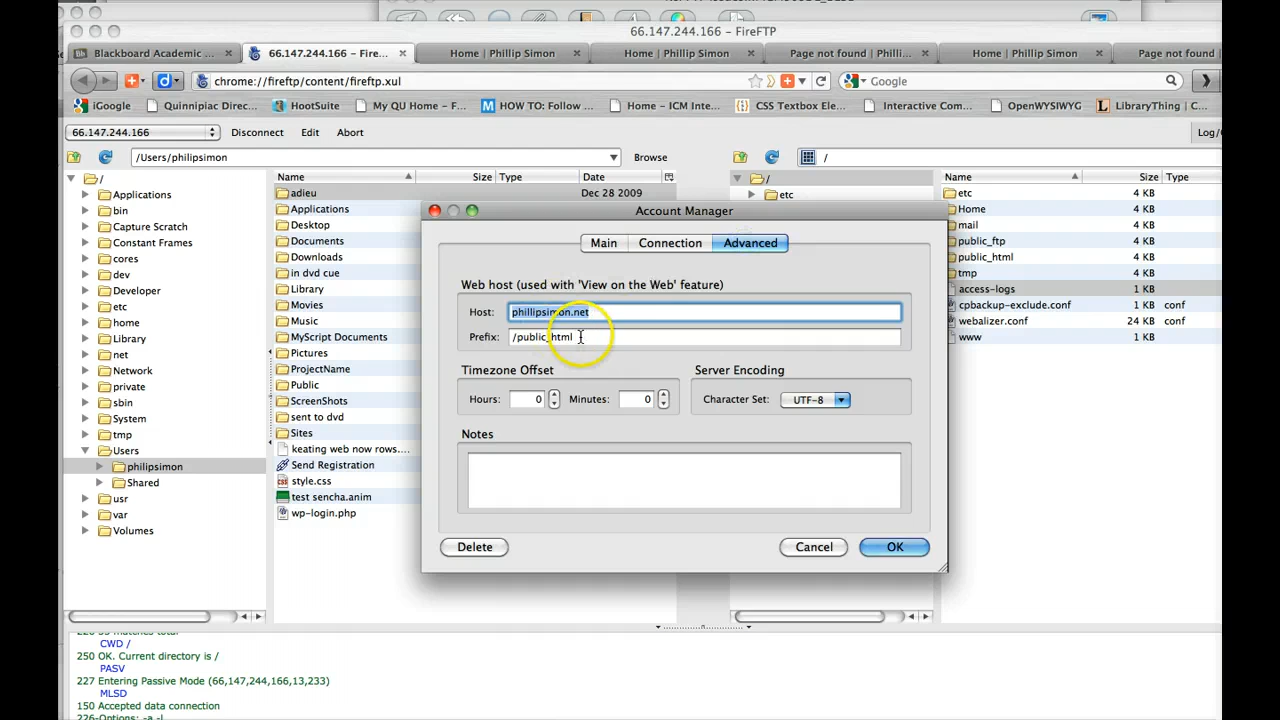 66.147.244.166 – FireFTP
Blackboard Academic ...
66.147.244.166 – Fire...
Home | Phillip Simon
Home | Phillip Simon
Page not found | Philli...
Home | Phillip Simon
Page not found | Phillip Sim
chrome://fireftp/content/fireftp.xul
Google
iGoogle
Quinnipiac Direc...
HootSuite
My QU Home – F...
HOW TO: Follow ...
Home – ICM Inte...
CSS Textbox Ele...
Interactive Com...
OpenWYSIWYG
LibraryThing | C...
66.147.244.166
Disconnect
Edit
Abort
Log/
/Users/philipsimon
Browse
/
/
Applications
bin
Capture Scratch
Constant Frames
cores
dev
Developer
etc
home
Library
net
Network
private
sbin
System
tmp
Users
philipsimon
Shared
usr
var
Volumes
Name Size Type Date
adieu Dec 28 2009
Applications
Desktop
Documents
Downloads
in dvd cue
Library
Movies
Music
MyScript Documents
Pictures
ProjectName
Public
ScreenShots
sent to dvd
Sites
keating web now rows....
Send Registration
style.css
test sencha.anim
wp-login.php
Account Manager
Main
Connection
Advanced
Web host (used with 'View on the Web' feature)
Host: phillipsimon.net
Prefix: /public_html
Timezone Offset
Hours: 0 Minutes: 0
Server Encoding
Character Set: UTF-8
Notes
Delete
Cancel
OK
/
etc
Name Size Type
etc 4 KB
Home 4 KB
mail 4 KB
public_ftp 4 KB
public_html 4 KB
tmp 4 KB
access-logs 1 KB
cpbackup-exclude.conf 1 KB conf
webalizer.conf 24 KB conf
www 1 KB
CWD /
250 OK. Current directory is /
PASV
227 Entering Passive Mode (66,147,244,166,13,233)
MLSD
150 Accepted data connection
226-Options: -a -l